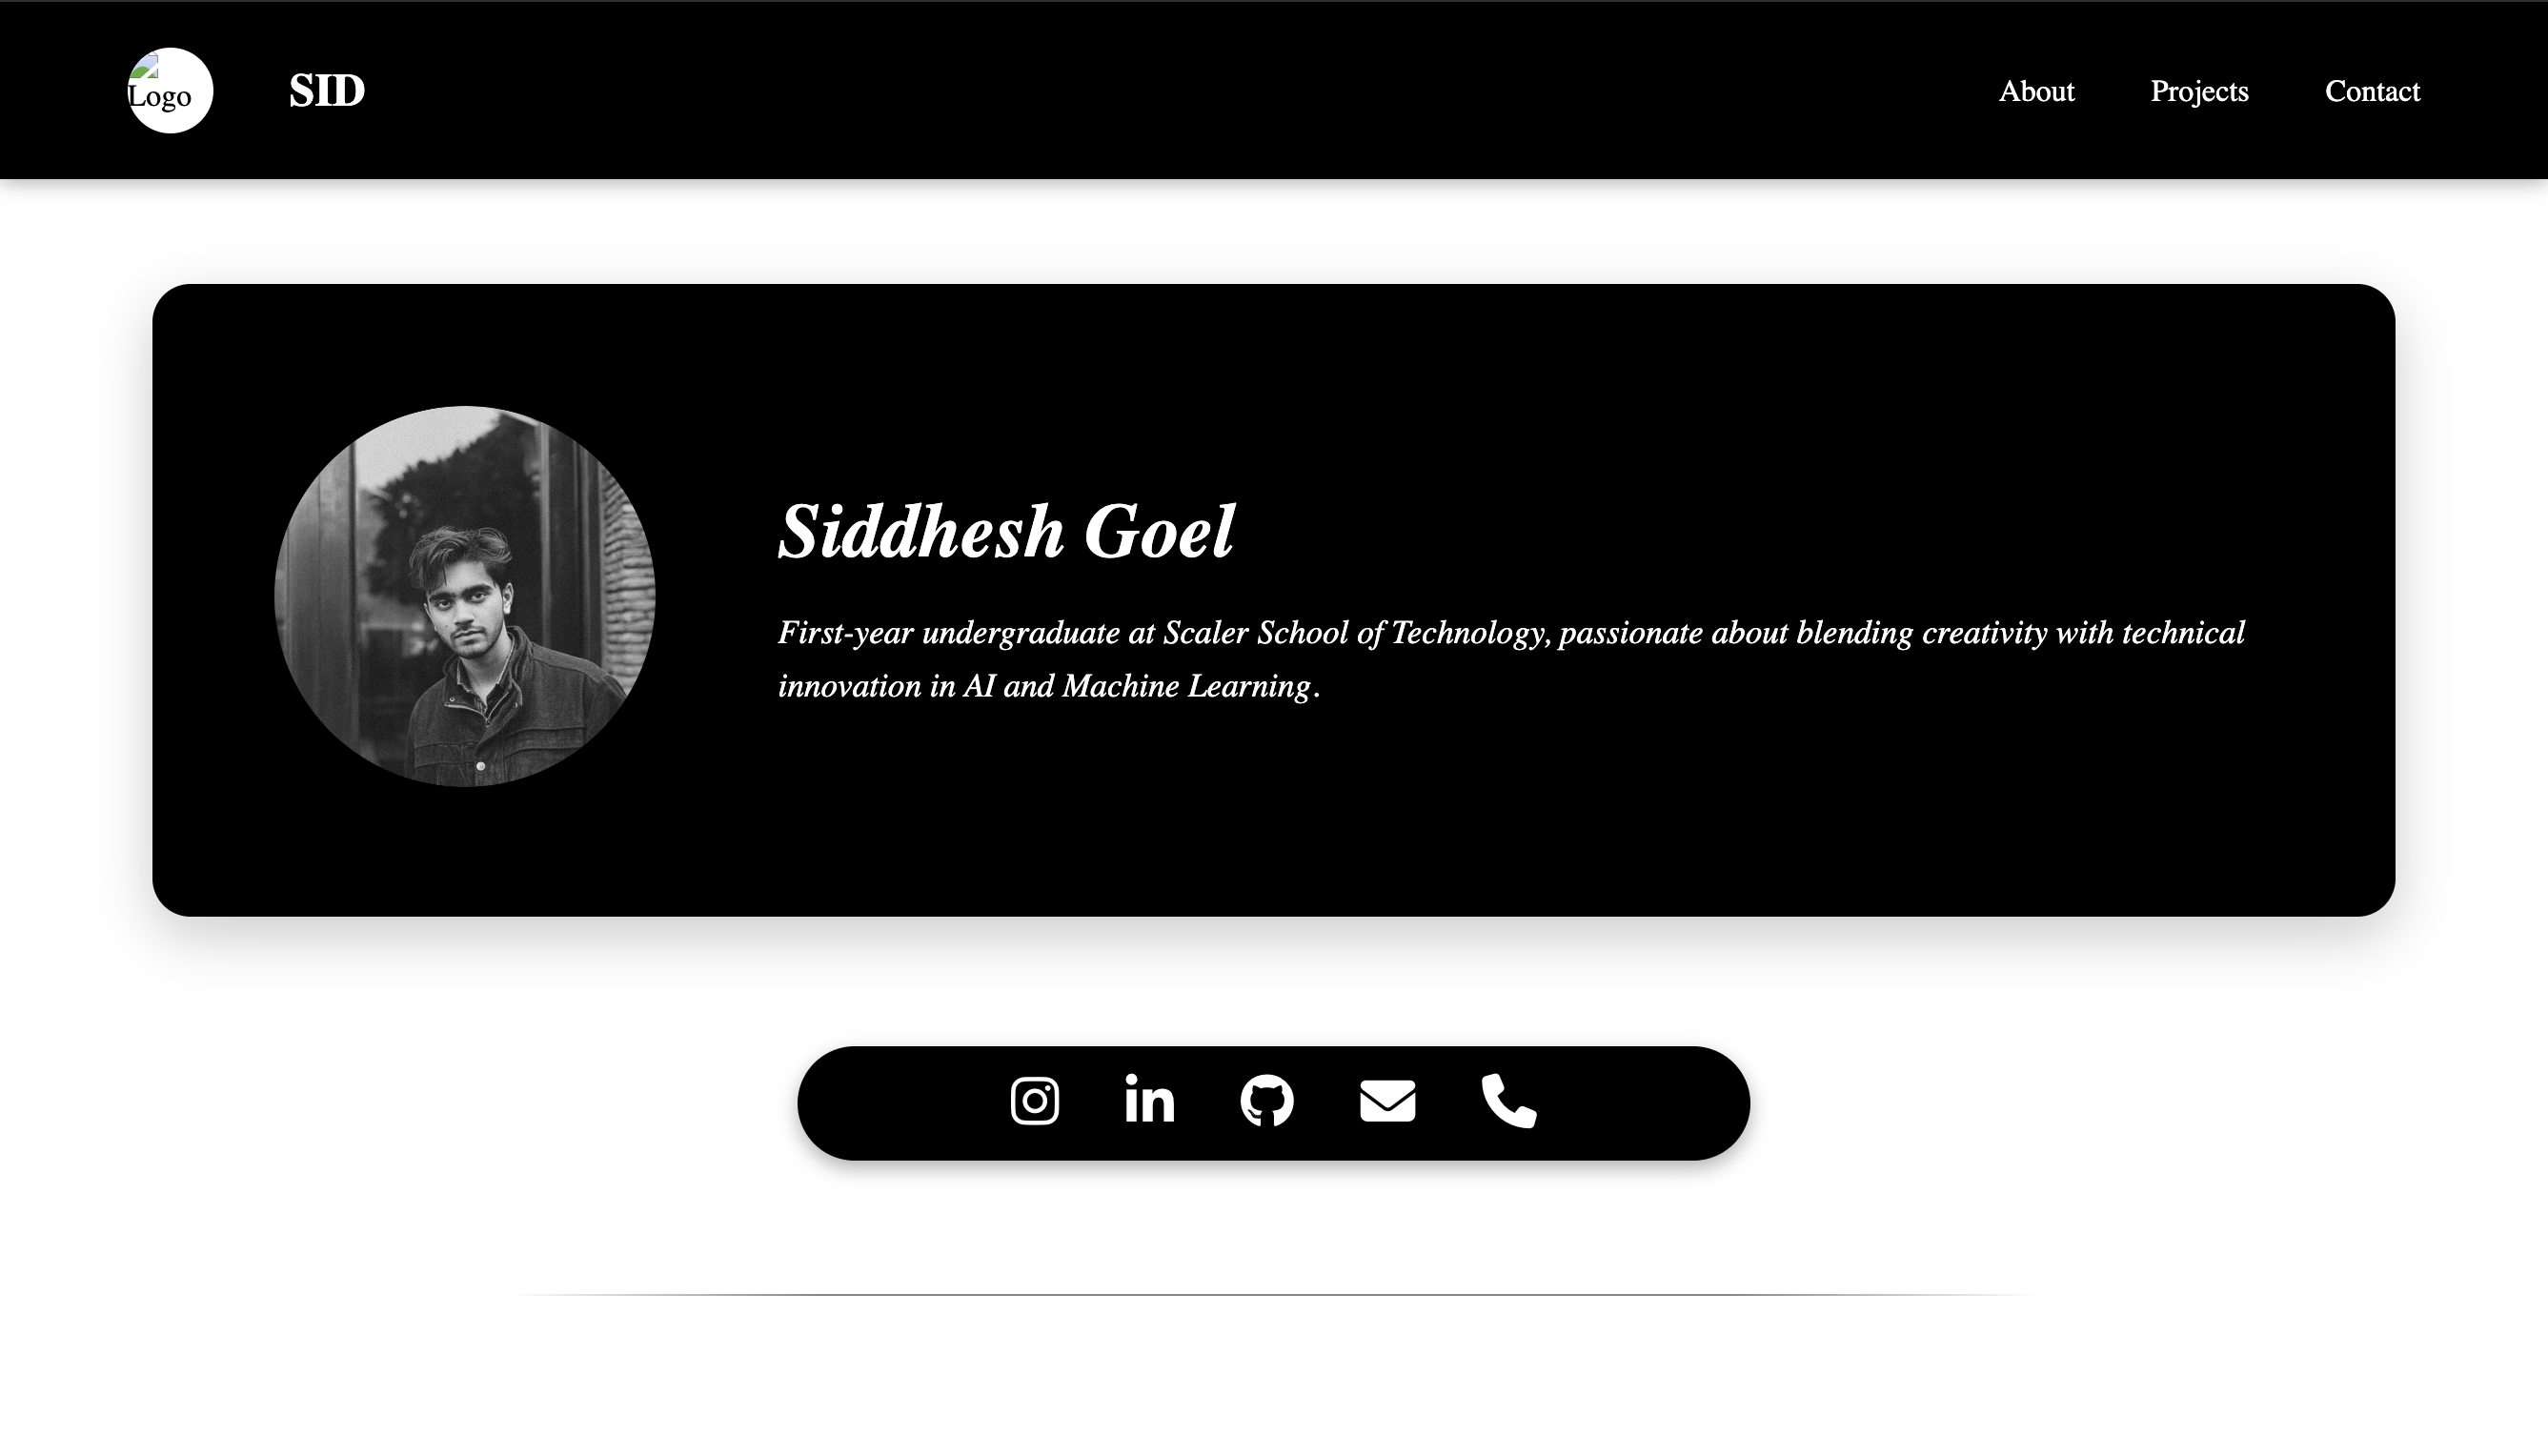 Logo
SID
About
Projects
Contact
Siddhesh Goel
First-year undergraduate at Scaler School of Technology, passionate about blending creativity with technical
innovation in AI and Machine Learning.
in